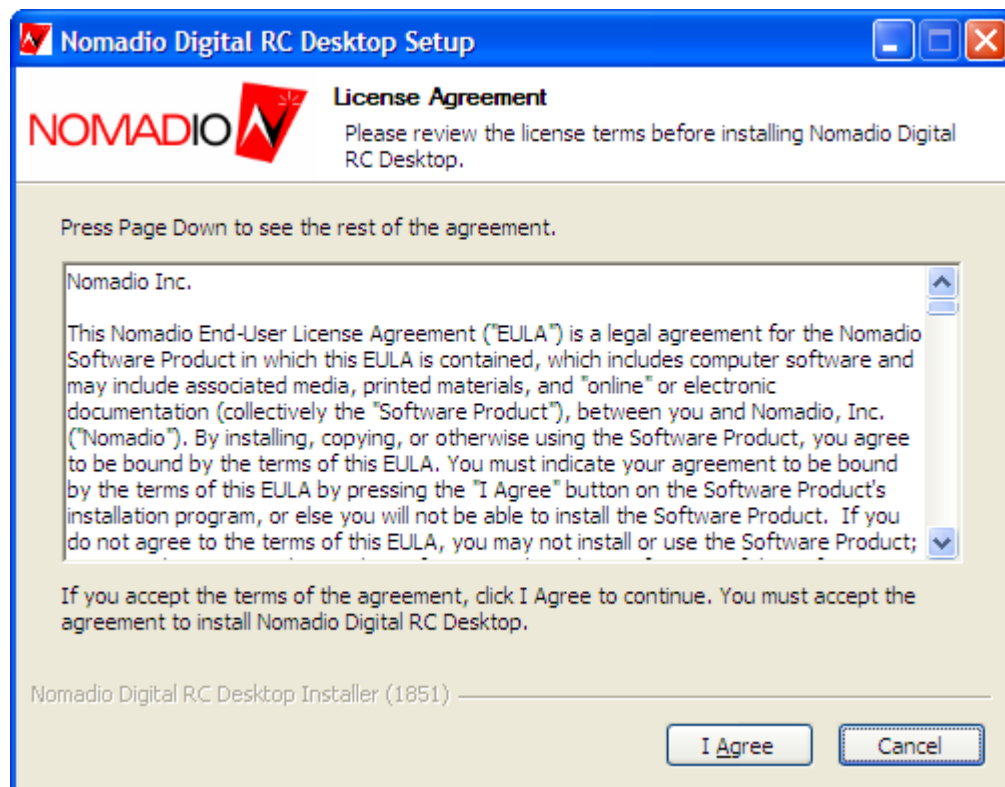 Nomadio Digital RC Desktop Setup
NOMADIO
License Agreement
Please review the license terms before installing Nomadio Digital
RC Desktop.
Press Page Down to see the rest of the agreement.
Nomadio Inc.
This Nomadio End-User License Agreement ("EULA") is a legal agreement for the Nomadio
Software Product in which this EULA is contained, which includes computer software and
may include associated media, printed materials, and "online" or electronic
documentation (collectively the "Software Product"), between you and Nomadio, Inc.
("Nomadio"). By installing, copying, or otherwise using the Software Product, you agree
to be bound by the terms of this EULA. You must indicate your agreement to be bound
by the terms of this EULA by pressing the "I Agree" button on the Software Product's
installation program, or else you will not be able to install the Software Product.  If you
do not agree to the terms of this EULA, you may not install or use the Software Product;
If you accept the terms of the agreement, click I Agree to continue. You must accept the
agreement to install Nomadio Digital RC Desktop.
Nomadio Digital RC Desktop Installer (1851)
I Agree
Cancel